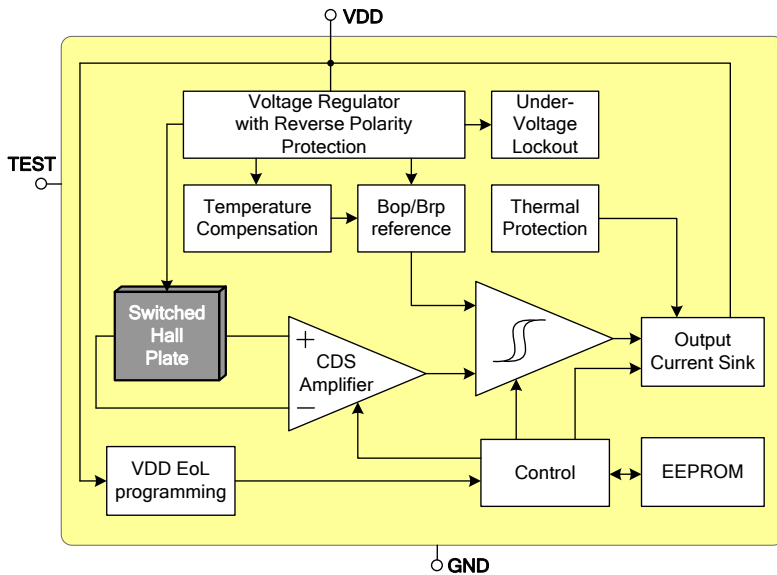 VDD
Voltage Regulator
with Reverse Polarity
Protection
Under-
Voltage
Lockout
TEST
Temperature
Compensation
Bop/Brp
reference
Thermal
Protection
Switched
Hall
Plate
+
CDS
Amplifier
−
Output
Current Sink
VDD EoL
programming
Control
EEPROM
GND